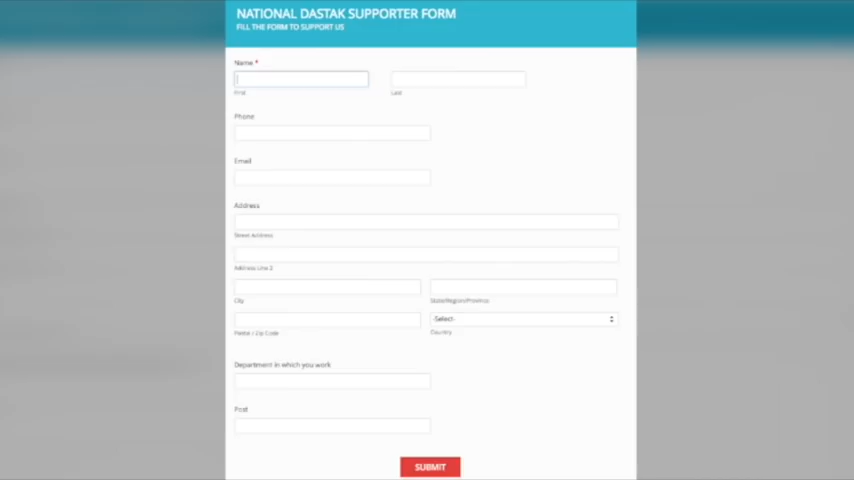 NATIONAL DASTAK SUPPORTER FORM
FILL THE FORM TO SUPPORT US
Name *
First
Last
Phone
Email
Address
Street Address
Address Line 2
City
State/Region/Province
Postal / Zip Code
-Select-
Country
Department in which you work
Post
SUBMIT